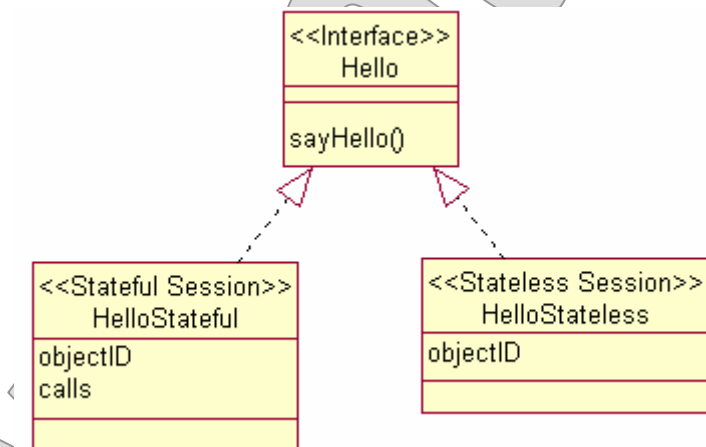 <<Interface>>
Hello
sayHello()
<<Stateful Session>>
HelloStateful
objectID
calls
<<Stateless Session>>
HelloStateless
objectID